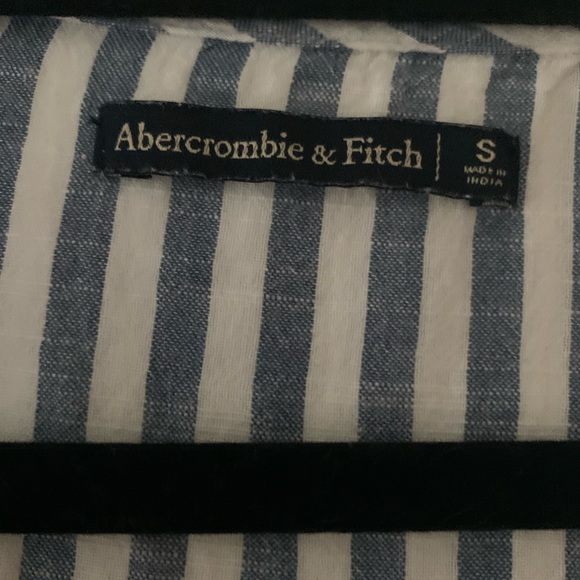 Abercrombie & Fitch
S
MADE IN
INDIA